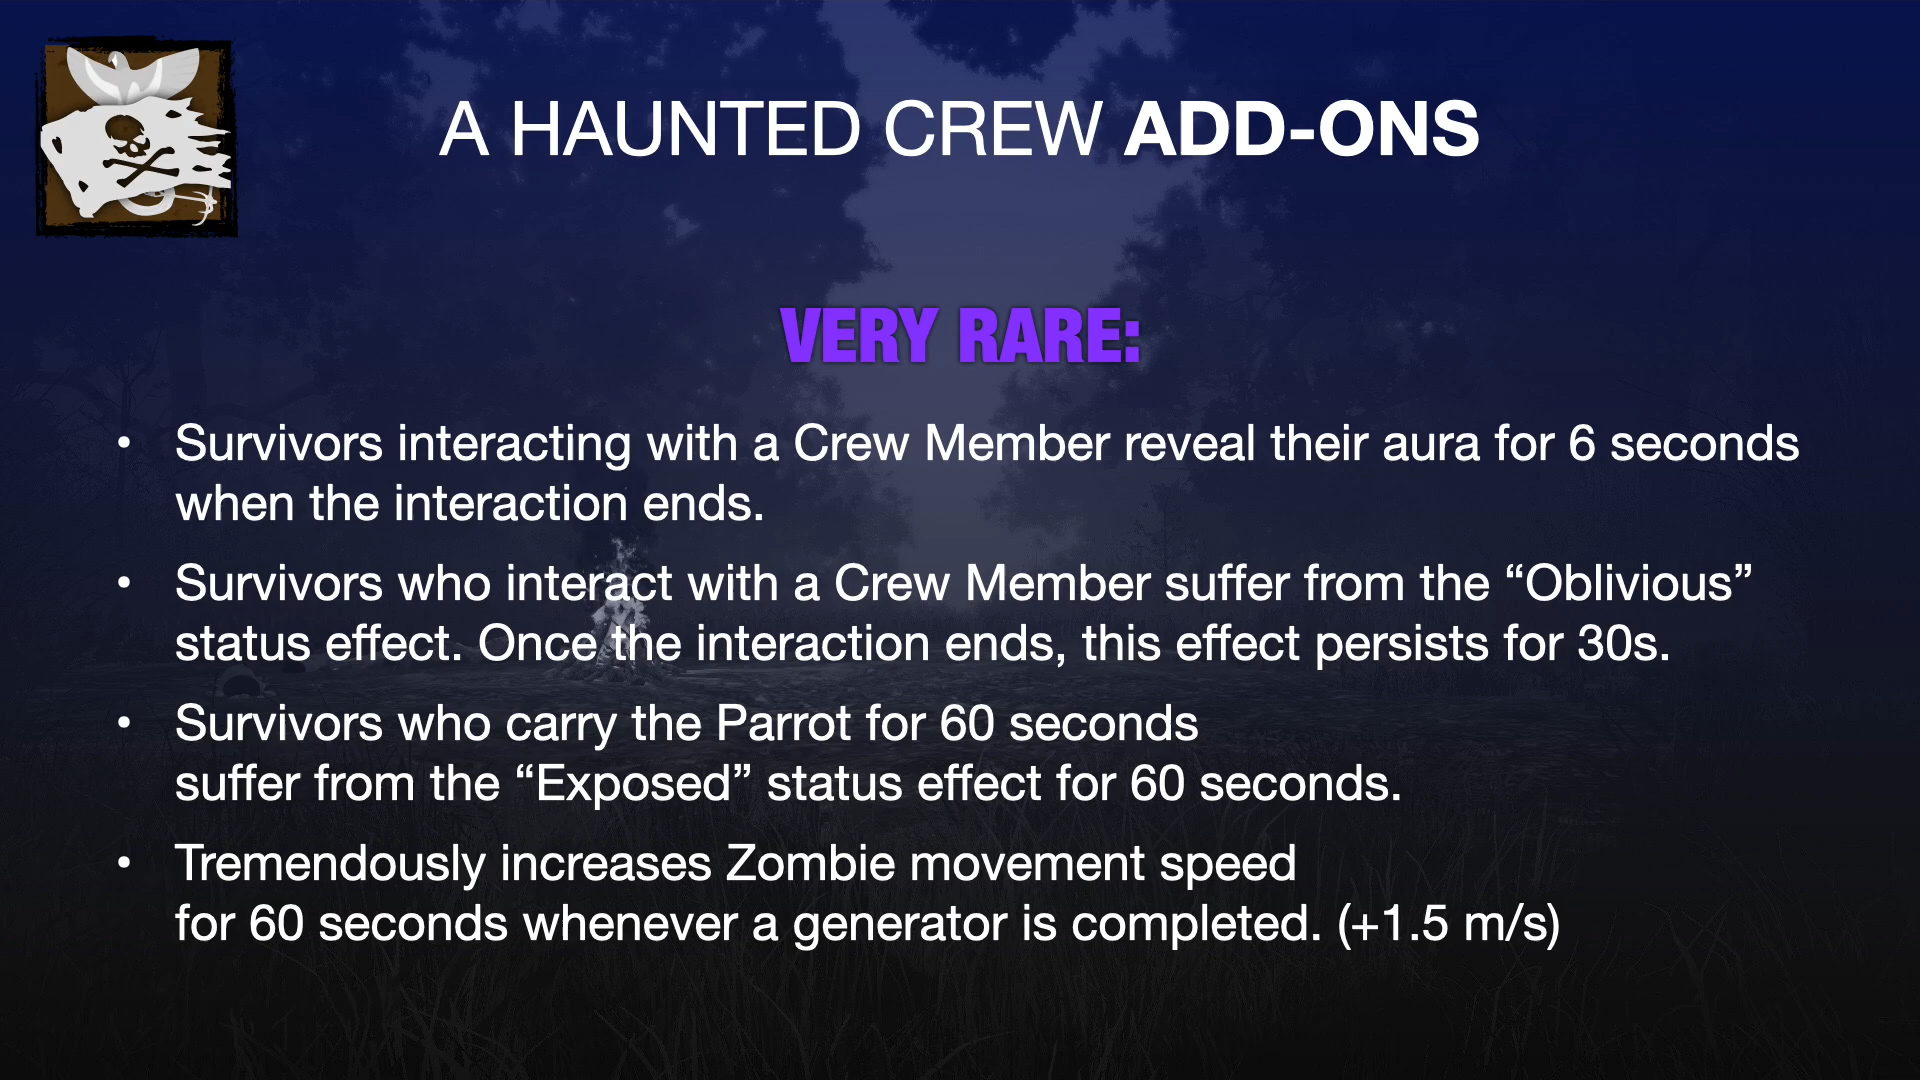 A HAUNTED CREW ADD-ONS
VERY RARE:
• Survivors interacting with a Crew Member reveal their aura for 6 seconds
when the interaction ends.
• Survivors who interact with a Crew Member suffer from the “Oblivious”
status effect. Once the interaction ends, this effect persists for 30s.
• Survivors who carry the Parrot for 60 seconds
suffer from the “Exposed” status effect for 60 seconds.
• Tremendously increases Zombie movement speed
for 60 seconds whenever a generator is completed. (+1.5 m/s)